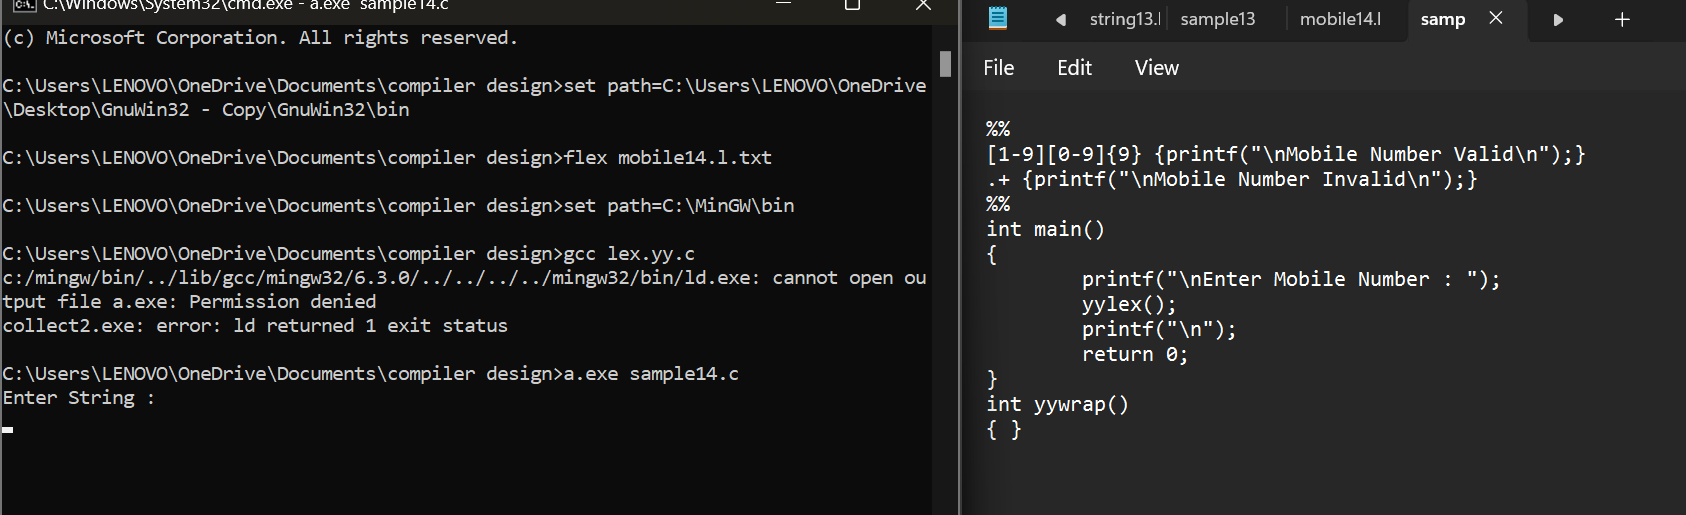 C:\Windows\System32\cmd.exe - a.exe sample14.c
(c) Microsoft Corporation. All rights reserved.
C:\Users\LENOVO\OneDrive\Documents\compiler design>set path=C:\Users\LENOVO\OneDrive
\Desktop\GnuWin32 - Copy\GnuWin32\bin
C:\Users\LENOVO\OneDrive\Documents\compiler design>flex mobile14.l.txt
C:\Users\LENOVO\OneDrive\Documents\compiler design>set path=C:\MinGW\bin
C:\Users\LENOVO\OneDrive\Documents\compiler design>gcc lex.yy.c
c:/mingw/bin/../lib/gcc/mingw32/6.3.0/../../../../mingw32/bin/ld.exe: cannot open ou
tput file a.exe: Permission denied
collect2.exe: error: ld returned 1 exit status
C:\Users\LENOVO\OneDrive\Documents\compiler design>a.exe sample14.c
Enter String :
string13.l sample13 mobile14.l samp
File Edit View
%%
[1-9][0-9]{9} {printf("\nMobile Number Valid\n");}
.+ {printf("\nMobile Number Invalid\n");}
%%
int main()
{
printf("\nEnter Mobile Number : ");
yylex();
printf("\n");
return 0;
}
int yywrap()
{ }